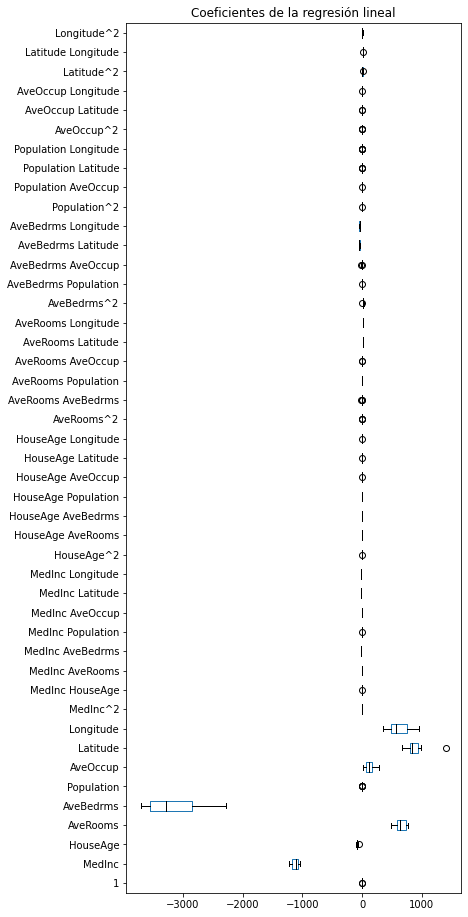 Coeficientes de la regresión lineal
Longitude^2
Latitude Longitude
Latitude^2
AveOccup Longitude
AveOccup Latitude
AveOccup^2
Population Longitude
Population Latitude
Population AveOccup
Population^2
AveBedrms Longitude
AveBedrms Latitude
AveBedrms AveOccup
AveBedrms Population
AveBedrms^2
AveRooms Longitude
AveRooms Latitude
AveRooms AveOccup
AveRooms Population
AveRooms AveBedrms
AveRooms^2
HouseAge Longitude
HouseAge Latitude
HouseAge AveOccup
HouseAge Population
HouseAge AveBedrms
HouseAge AveRooms
HouseAge^2
MedInc Longitude
MedInc Latitude
MedInc AveOccup
MedInc Population
MedInc AveBedrms
MedInc AveRooms
MedInc HouseAge
MedInc^2
Longitude
Latitude
AveOccup
Population
AveBedrms
AveRooms
HouseAge
MedInc
1
−3000 −2000 −1000 0 1000